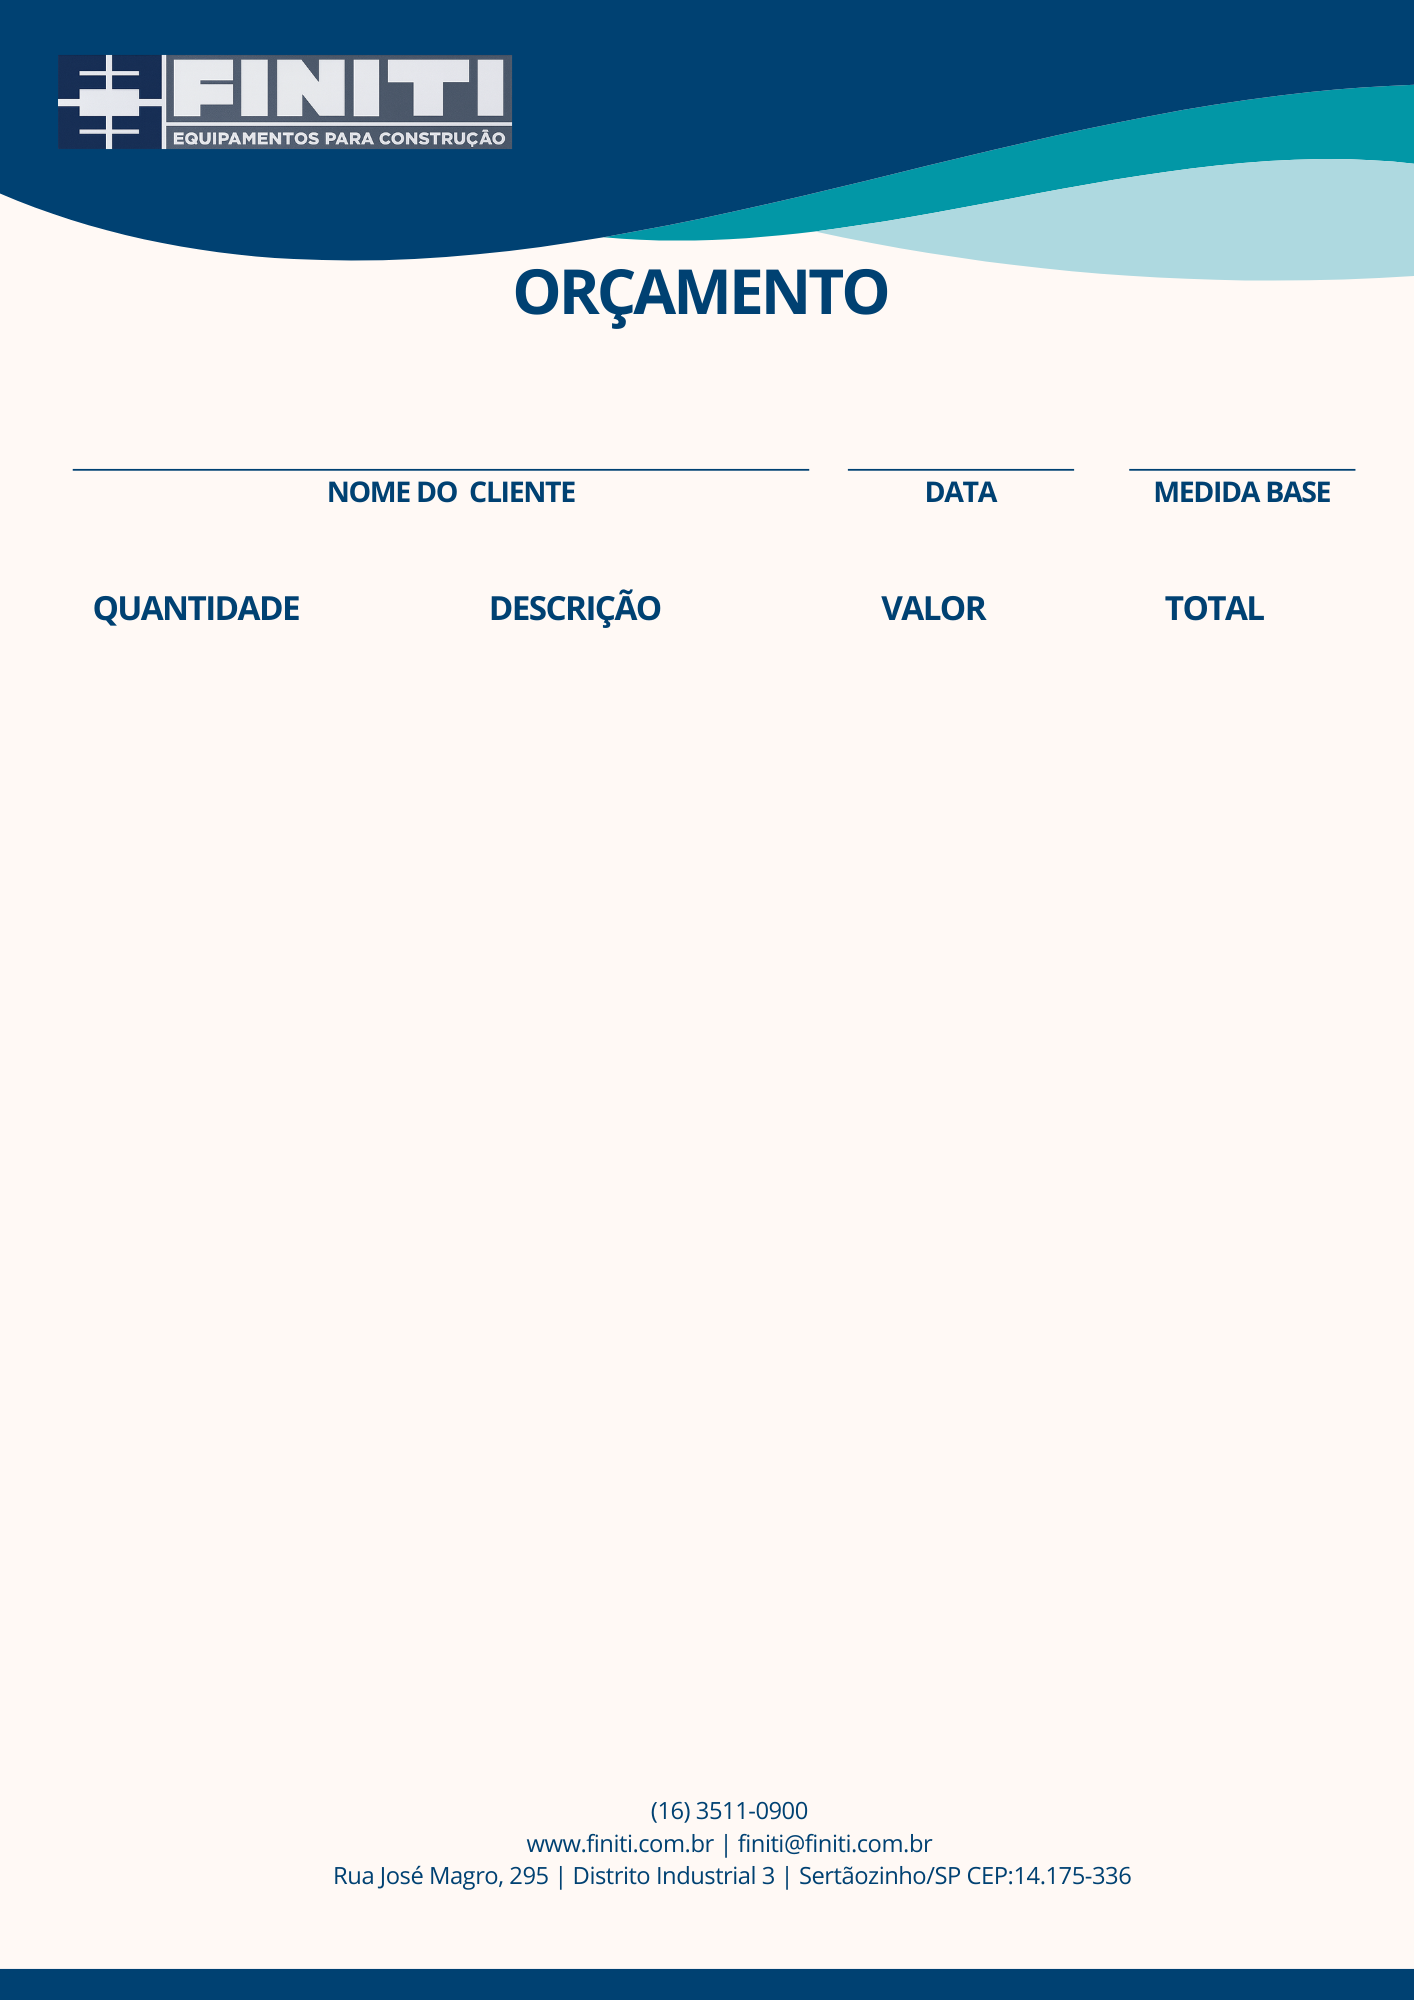 FINITI
EQUIPAMENTOS PARA CONSTRUÇÃO
ORÇAMENTO
NOME DO CLIENTE DATA MEDIDA BASE
QUANTIDADE DESCRIÇÃO VALOR TOTAL
(16) 3511-0900
www.finiti.com.br | finiti@finiti.com.br
Rua José Magro, 295 | Distrito Industrial 3 | Sertãozinho/SP CEP:14.175-336